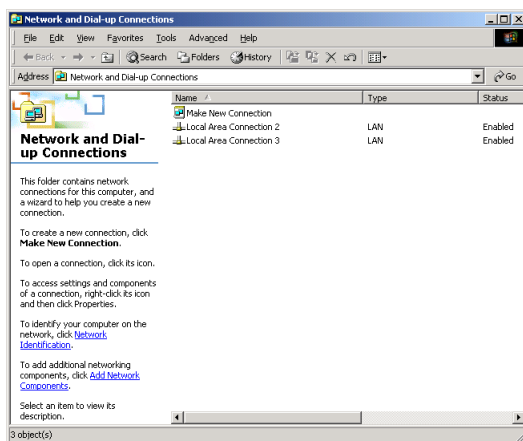 Network and Dial-up Connections
File Edit View Favorites Tools Advanced Help
Back Search Folders History
Address Network and Dial-up Connections Go
Name Type Status
Make New Connection
Local Area Connection 2 LAN Enabled
Local Area Connection 3 LAN Enabled
Network and Dial-
up Connections
This folder contains network
connections for this computer, and
a wizard to help you create a new
connection.
To create a new connection, click
Make New Connection.
To open a connection, click its icon.
To access settings and components
of a connection, right-click its icon
and then click Properties.
To identify your computer on the
network, click Network
Identification.
To add additional networking
components, click Add Network
Components.
Select an item to view its
description.
3 object(s)